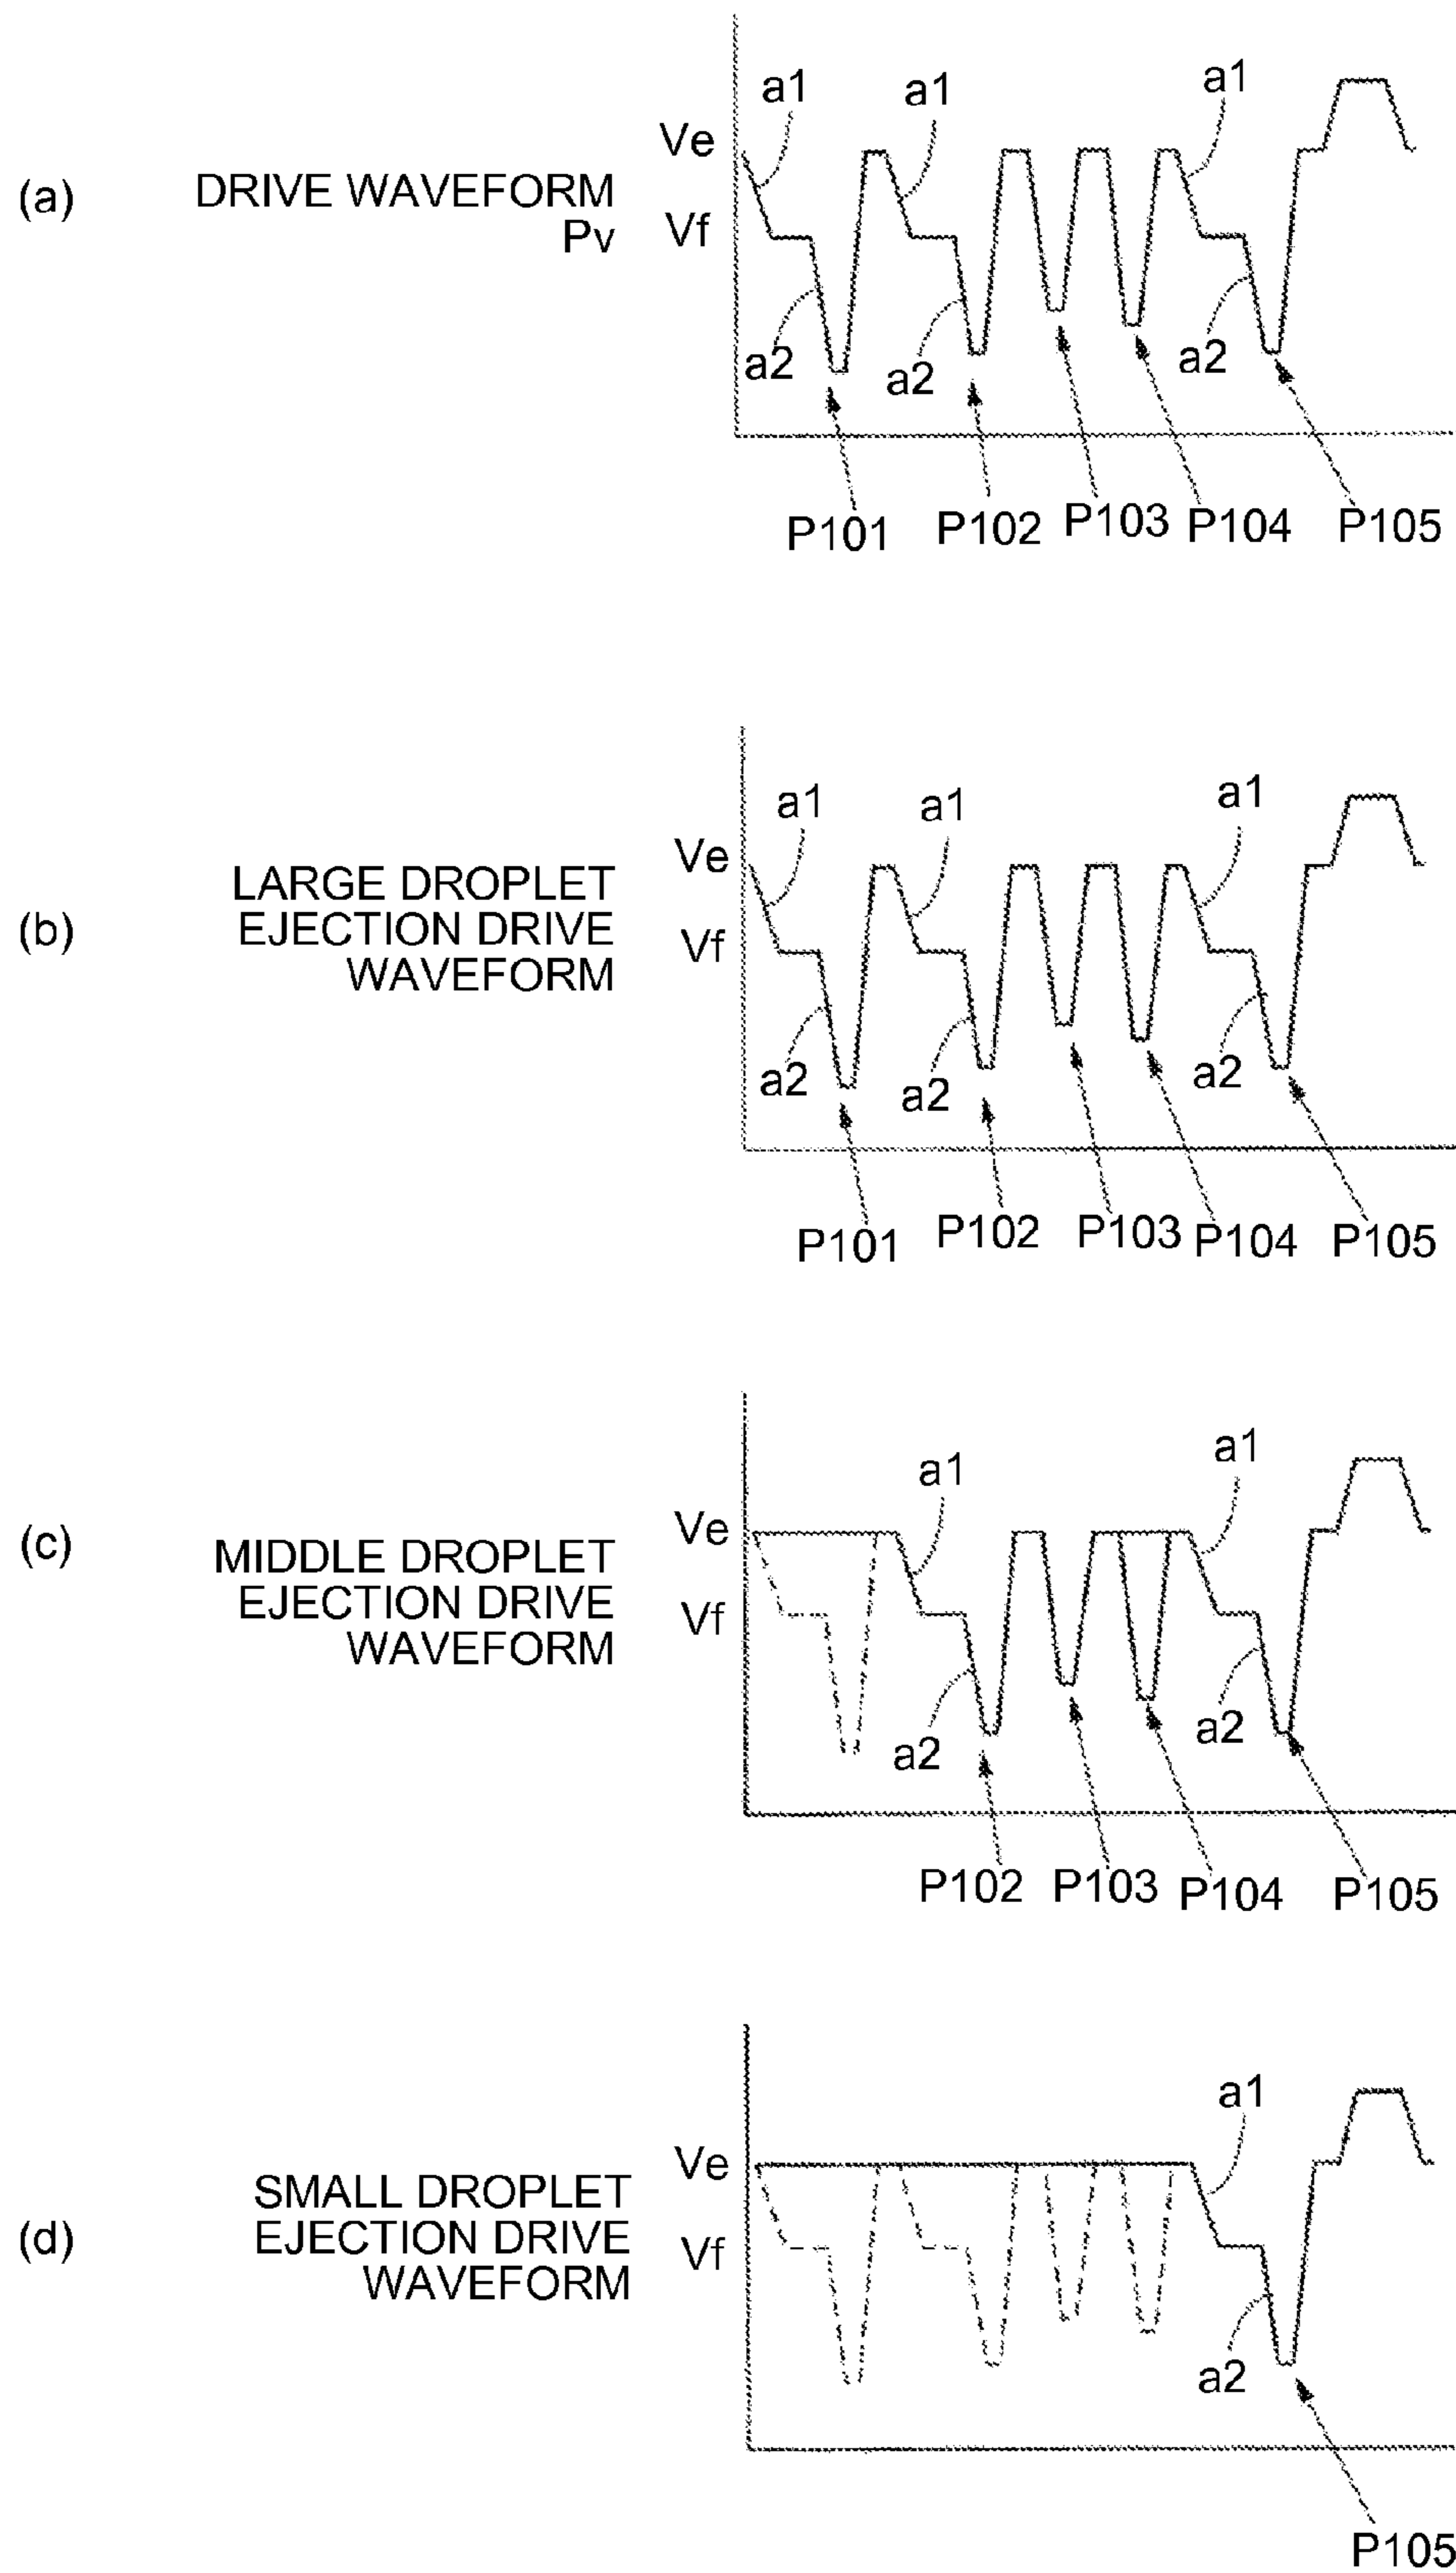 a1 a1 a1
Ve
(a) DRIVE WAVEFORM
Pv Vf
a2 a2 a2
P101 P102 P103 P104 P105
a1 a1 a1
Ve
LARGE DROPLET
(b) EJECTION DRIVE Vf
WAVEFORM
a2 a2 a2
P101 P102 P103 P104 P105
a1 a1
Ve
(c) MIDDLE DROPLET
EJECTION DRIVE Vf
WAVEFORM
a2 a2
P102 P103 P104 P105
a1
Ve
SMALL DROPLET
(d) EJECTION DRIVE Vf
WAVEFORM
a2
P105